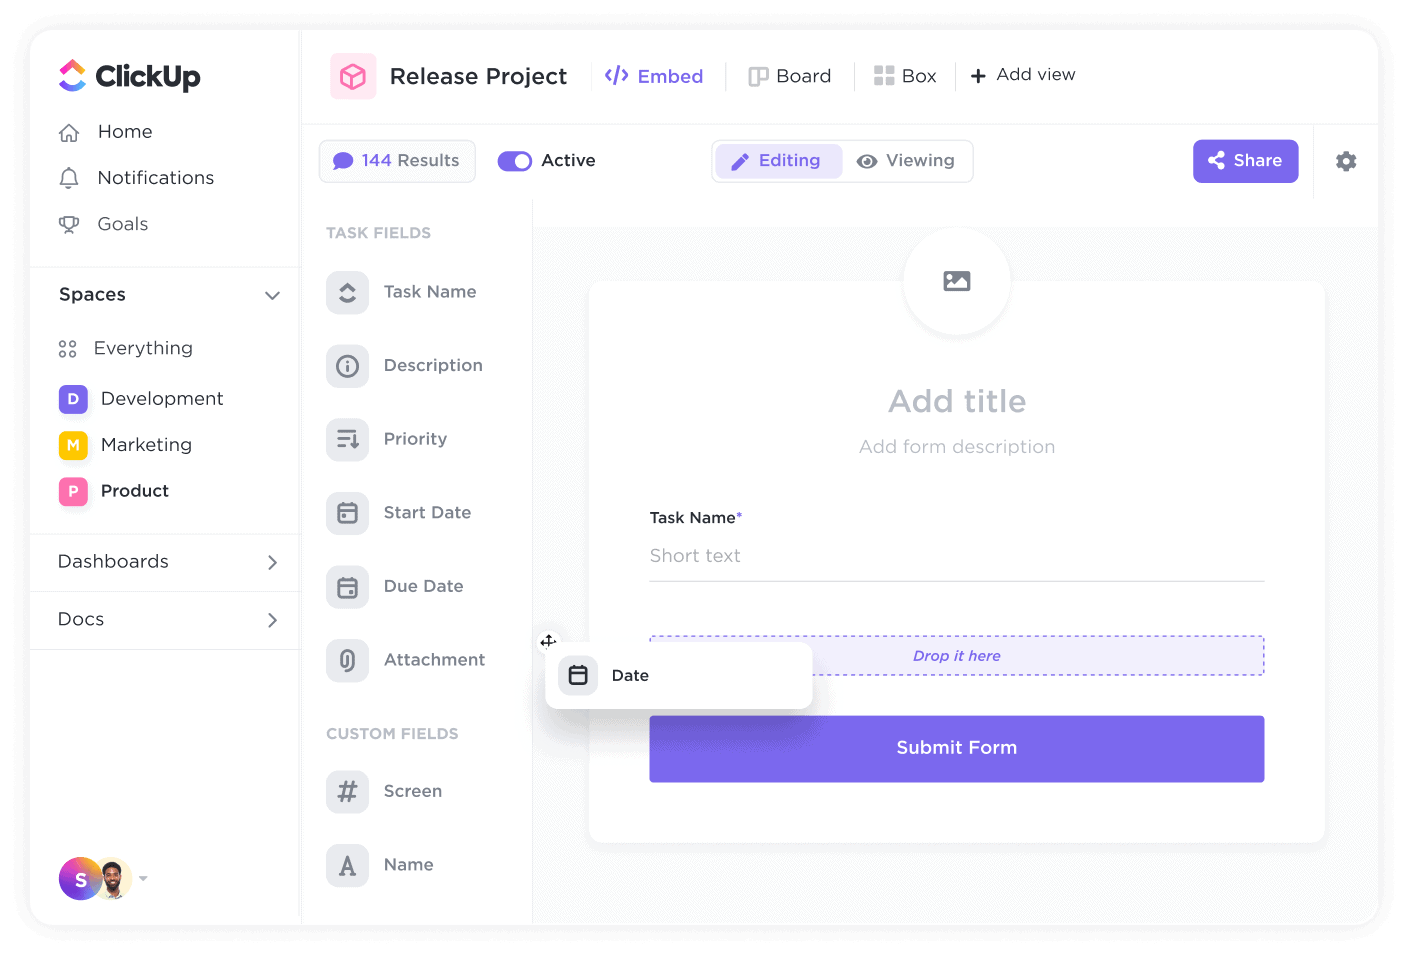 ClickUp
Home
Notifications
Goals
Spaces
Everything
D Development
M Marketing
P Product
Dashboards
Docs
S
Release Project
Embed
Board
Box
Add view
144 Results
Active
Editing
Viewing
Share
TASK FIELDS
Task Name
Description
Priority
Start Date
Due Date
Attachment
CUSTOM FIELDS
Screen
Name
Add title
Add form description
Task Name*
Short text
Drop it here
Date
Submit Form